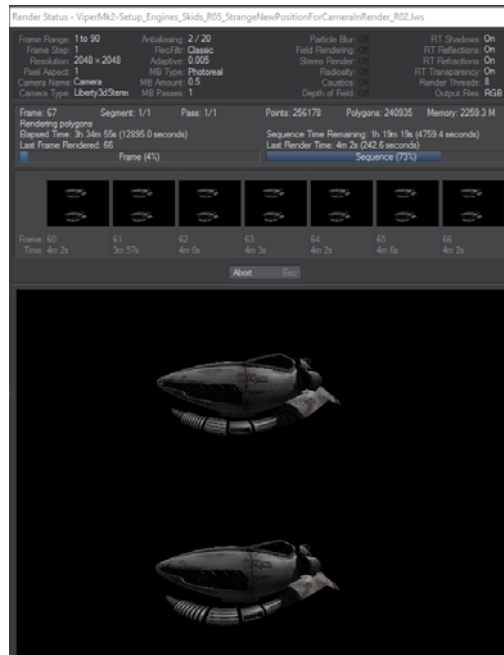 Render Status - ViperMk2-Setup_Engines_Skids_R05_StrangeNewPositionForCameraInRender_R02.lws
Frame Range: 1 to 90 Antialiasing: 2 / 20 Particle Blur: Off RT Shadows: On
Frame Step: 1 RecFiltr: Classic Field Rendering: Off RT Reflections: On
Resolution: 2048 × 2048 Adaptive: 0.005 Stereo Render: Off RT Refractions: On
Pixel Aspect: 1 MB Type: Photoreal Radiosity: Off RT Transparency: On
Camera Name: Camera MB Amount: 0.5 Caustics: Off Render Threads: 8
Camera Type: Liberty3dStereo MB Passes: 1 Depth of Field: Off Output Files: RGB
Frame: 67 Segment: 1/1 Pass: 1/1 Points: 256178 Polygons: 240935 Memory: 2259.3 M
Rendering polygons
Elapsed Time: 3h 34m 55s (12895.0 seconds) Sequence Time Remaining: 1h 19m 19s (4759.4 seconds)
Last Frame Rendered: 66 Last Render Time: 4m 2s (242.6 seconds)
Frame (4%) Sequence (73%)
Frame: 60 61 62 63 64 65 66
Time: 4m 2s 3m 57s 4m 0s 4m 3s 4m 2s 4m 6s 4m 2s
Abort